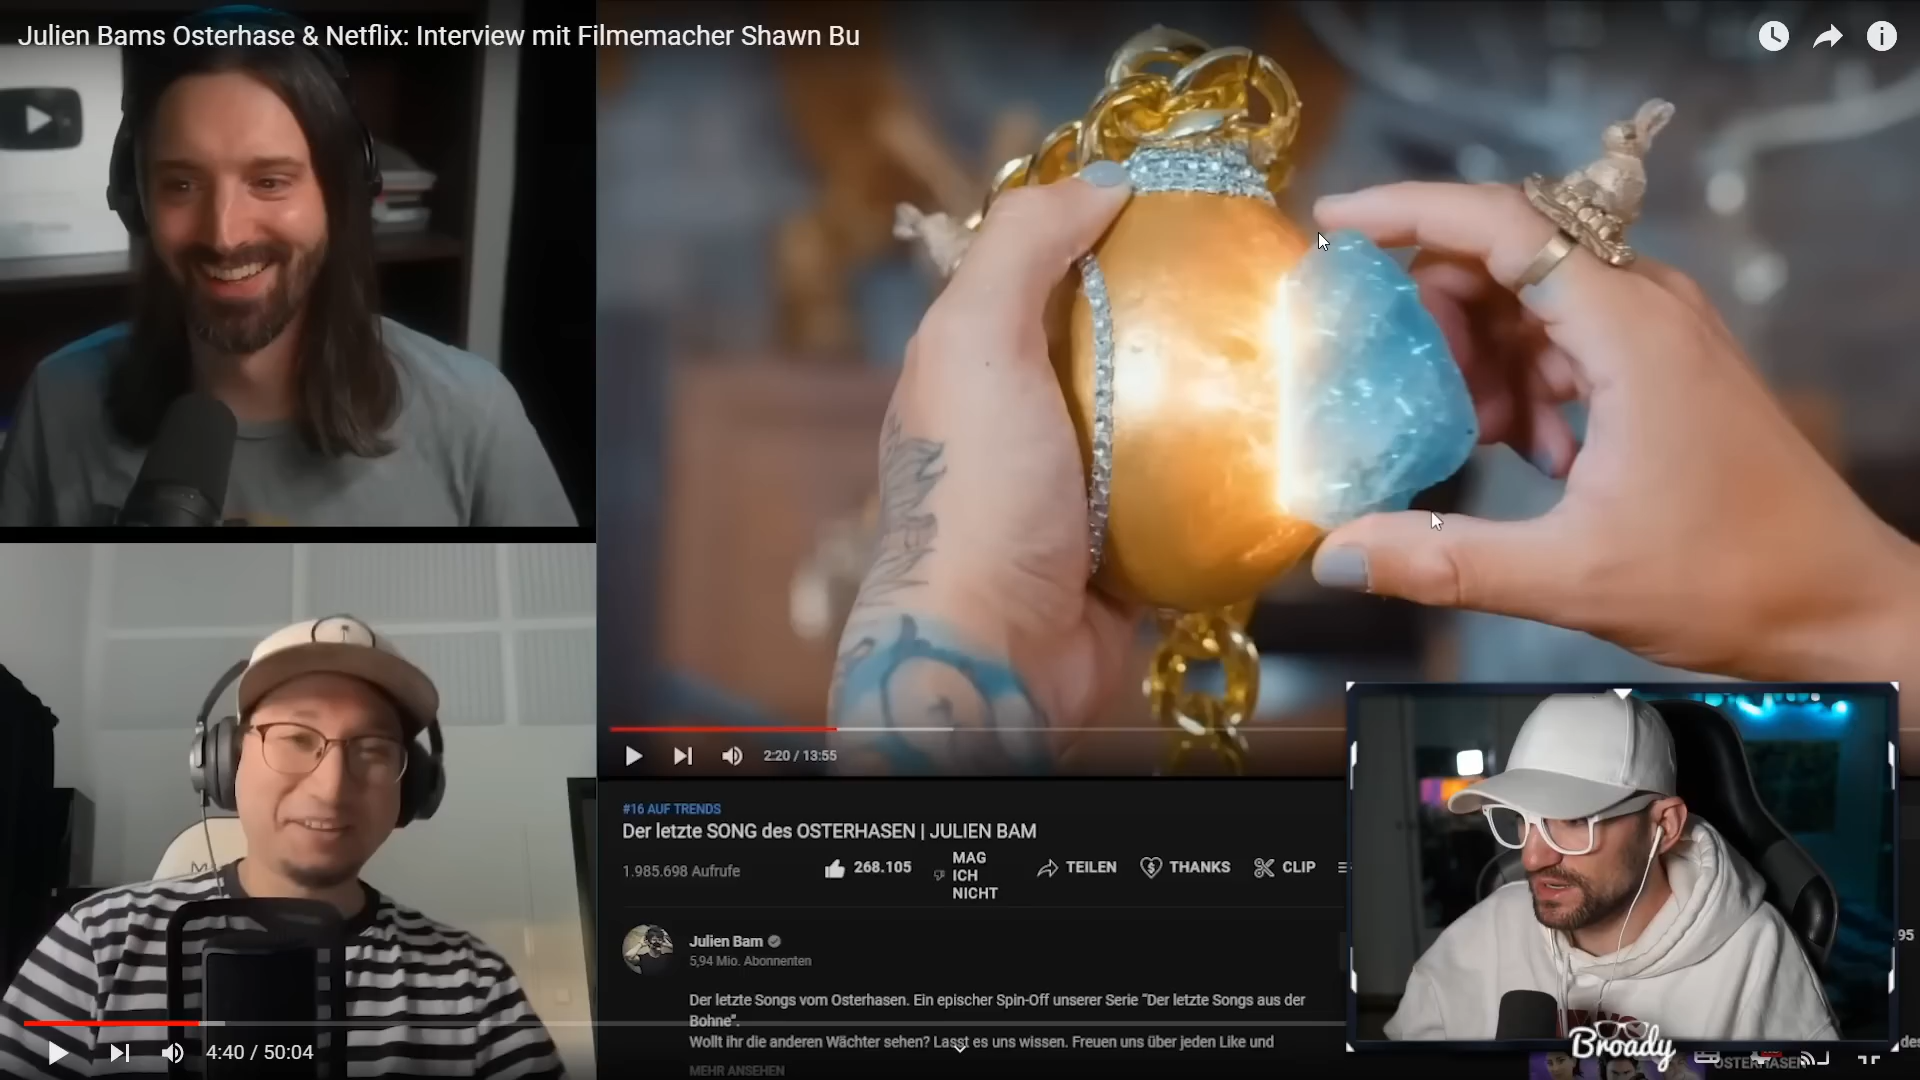 Julien Bams Osterhase & Netflix: Interview mit Filmemacher Shawn Bu
2:20 / 13:55
#16 AUF TRENDS
Der letzte SONG des OSTERHASEN | JULIEN BAM
1.985.698 Aufrufe
268.105
MAG ICH NICHT
TEILEN
THANKS
CLIP
Julien Bam
5,94 Mio. Abonnenten
Der letzte Songs vom Osterhasen. Ein epischer Spin-Off unserer Serie "Der letzte Songs aus der
Bohne".
Wollt ihr die anderen Wächter sehen? Lasst es uns wissen. Freuen uns über jeden Like und
MEHR ANSEHEN
4:40 / 50:04
Broady
OSTERHASEN